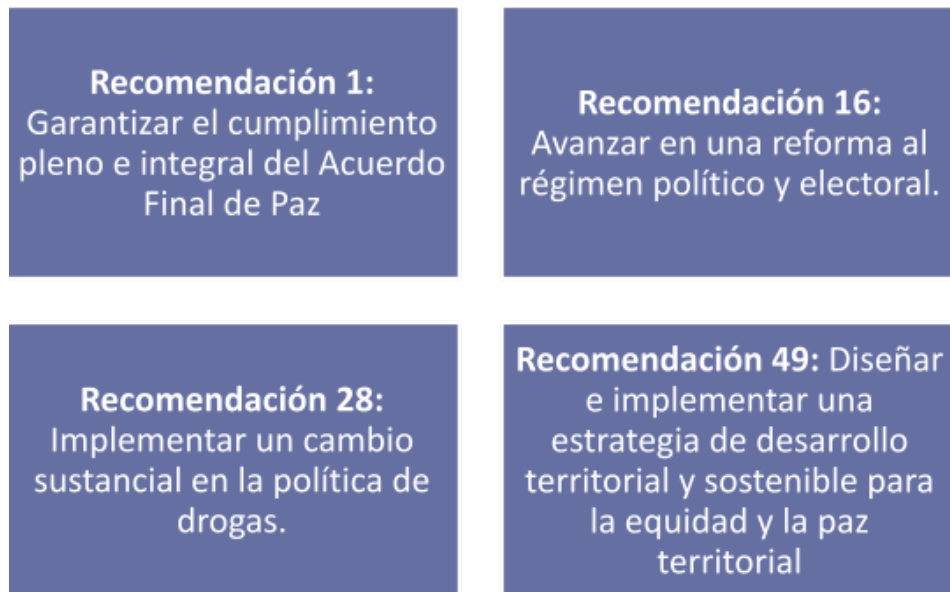 Recomendación 1:
Garantizar el cumplimiento
pleno e integral del Acuerdo
Final de Paz
Recomendación 16:
Avanzar en una reforma al
régimen político y electoral.
Recomendación 28:
Implementar un cambio
sustancial en la política de
drogas.
Recomendación 49: Diseñar
e implementar una
estrategia de desarrollo
territorial y sostenible para
la equidad y la paz
territorial